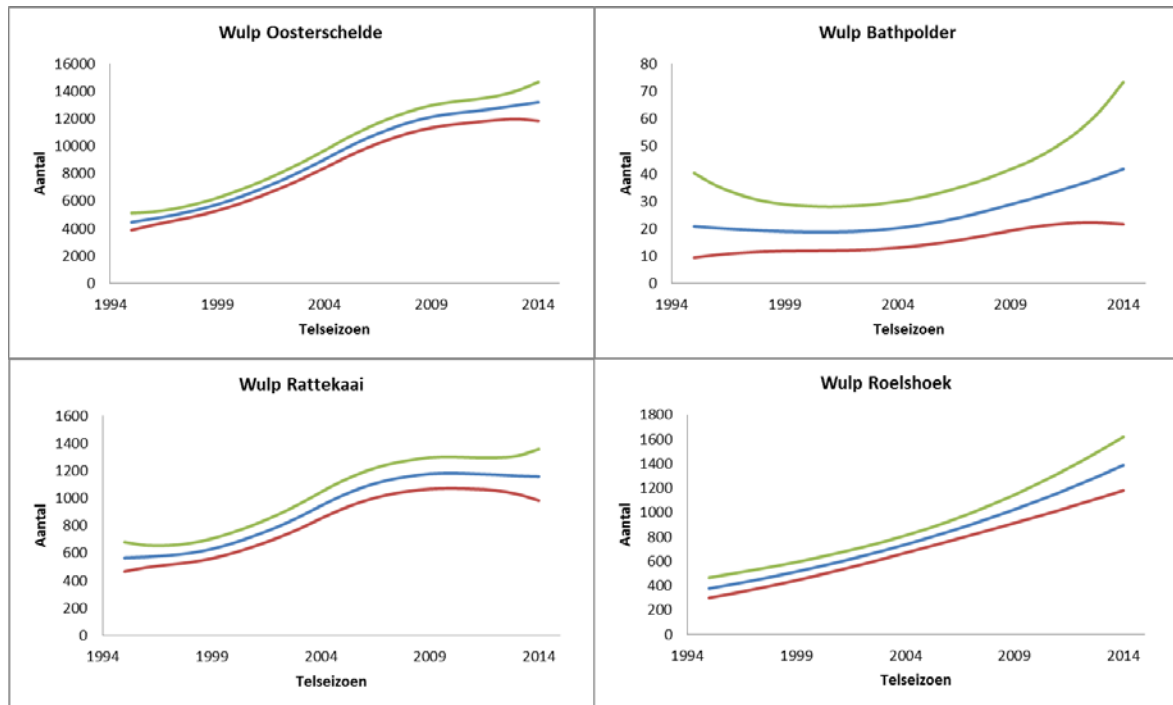 Wulp Oosterschelde
16000
14000
12000
10000
8000
6000
4000
2000
0
Aantal
1994 1999 2004 2009 2014
Telseizoen
Wulp Bathpolder
80
70
60
50
40
30
20
10
0
Aantal
1994 1999 2004 2009 2014
Telseizoen
Wulp Rattekaai
1600
1400
1200
1000
800
600
400
200
0
Aantal
1994 1999 2004 2009 2014
Telseizoen
Wulp Roelshoek
1800
1600
1400
1200
1000
800
600
400
200
0
Aantal
1994 1999 2004 2009 2014
Telseizoen